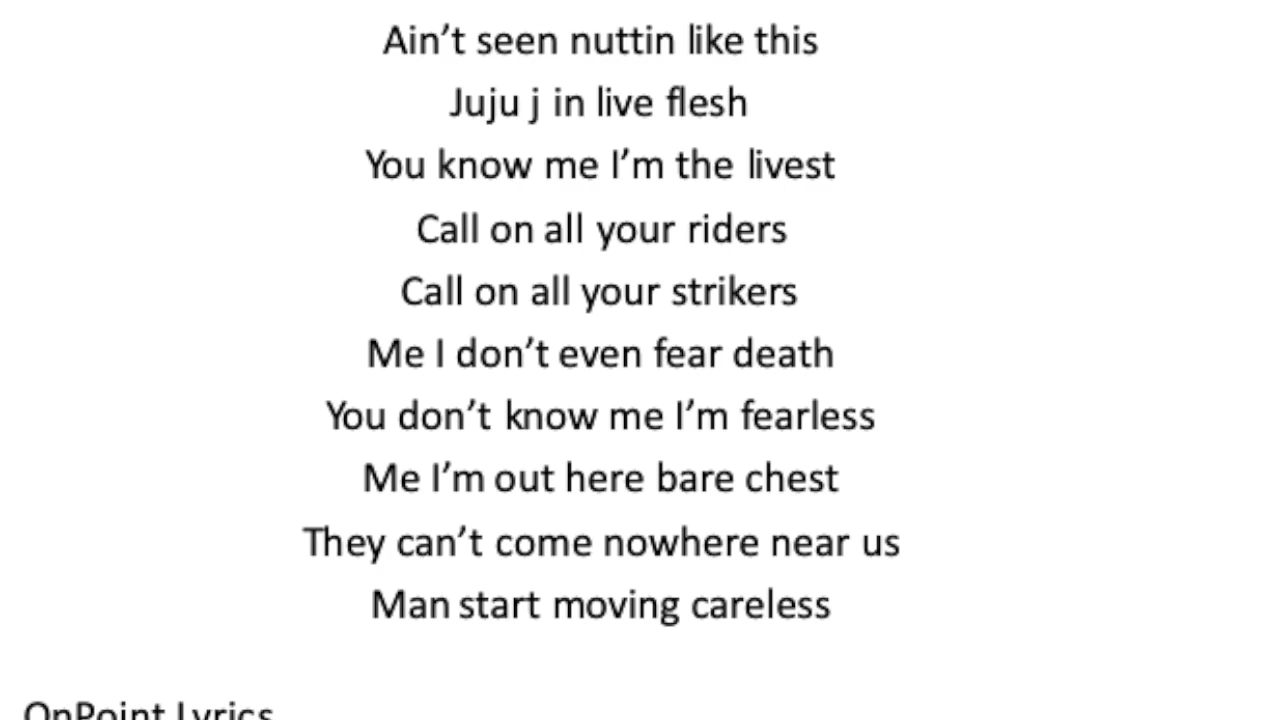 Ain’t seen nuttin like this
Juju j in live flesh
You know me I’m the livest
Call on all your riders
Call on all your strikers
Me I don’t even fear death
You don’t know me I’m fearless
Me I’m out here bare chest
They can’t come nowhere near us
Man start moving careless
OnPoint Lyrics